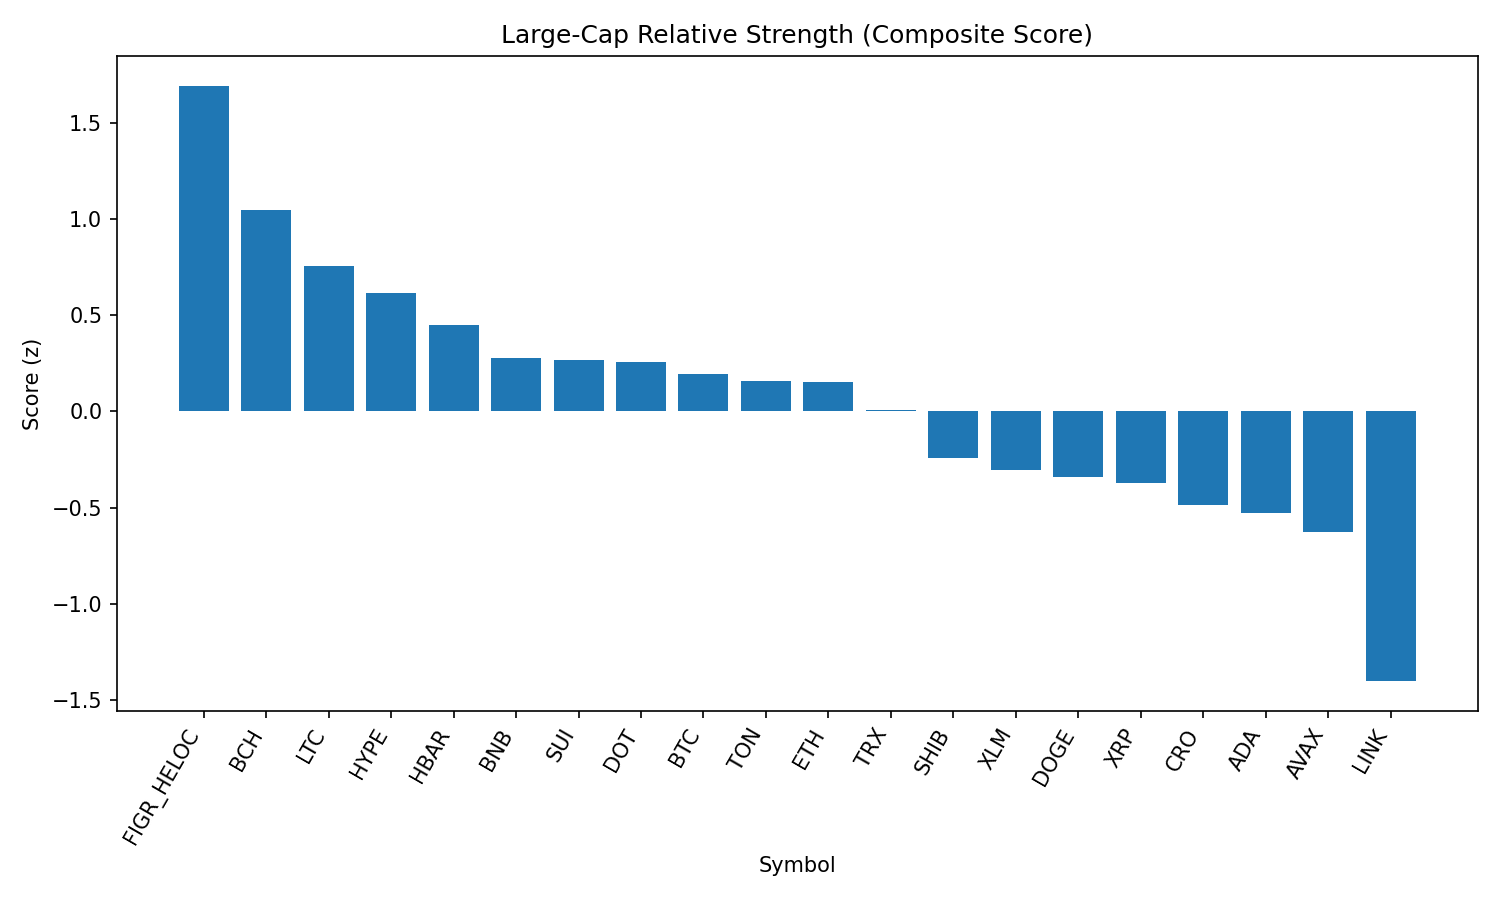 Large-Cap Relative Strength (Composite Score)
Score (z)
1.5
1.0
0.5
0.0
−0.5
−1.0
−1.5
FIGR_HELOC
BCH
LTC
HYPE
HBAR
BNB
SUI
DOT
BTC
TON
ETH
TRX
SHIB
XLM
DOGE
XRP
CRO
ADA
AVAX
LINK
Symbol